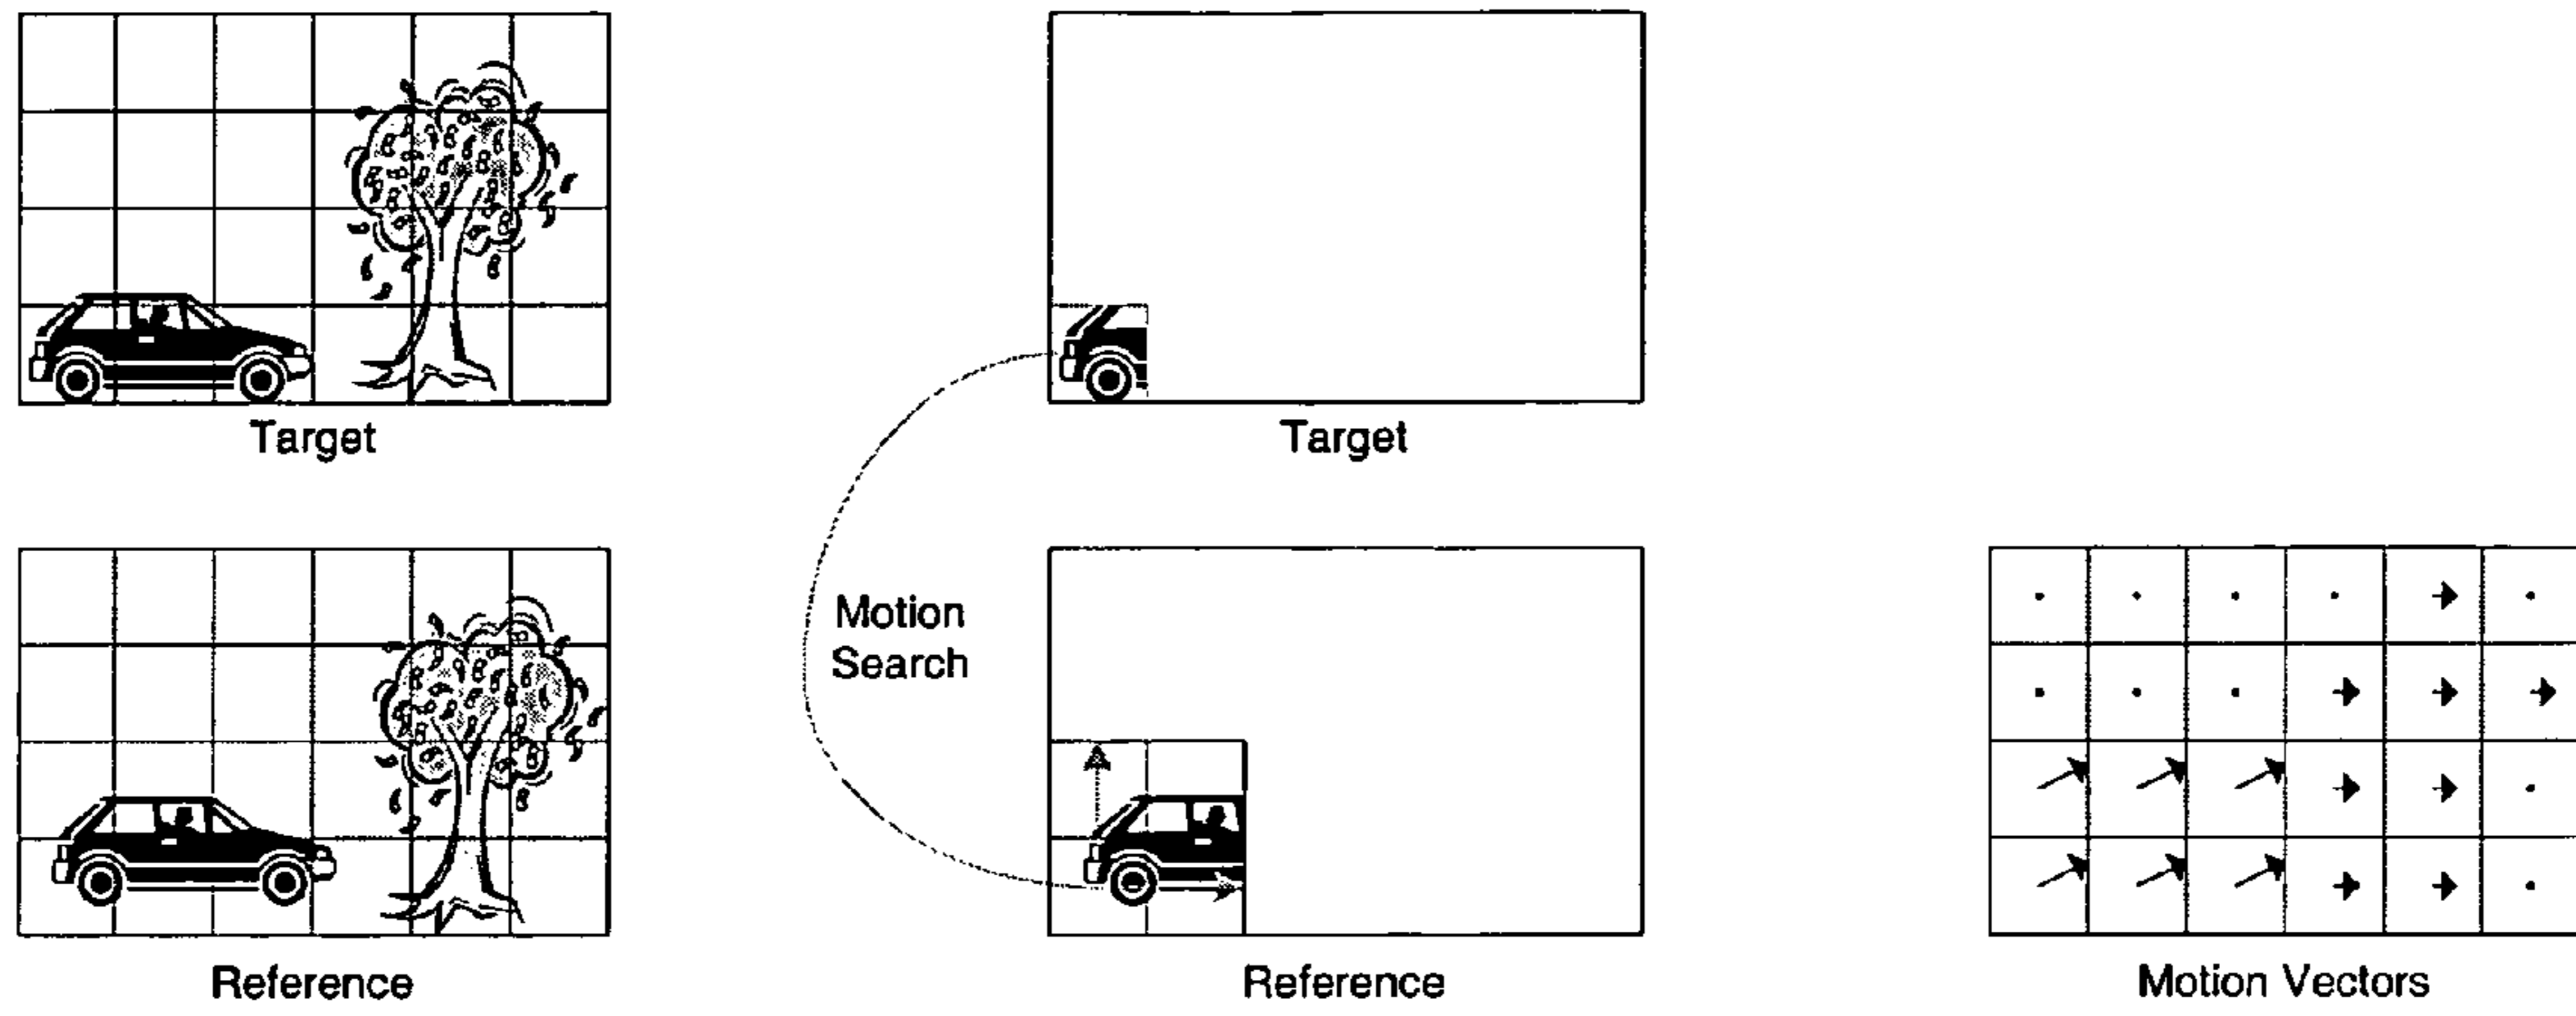 Target
Target
Motion
Search
Reference
Reference
Motion Vectors